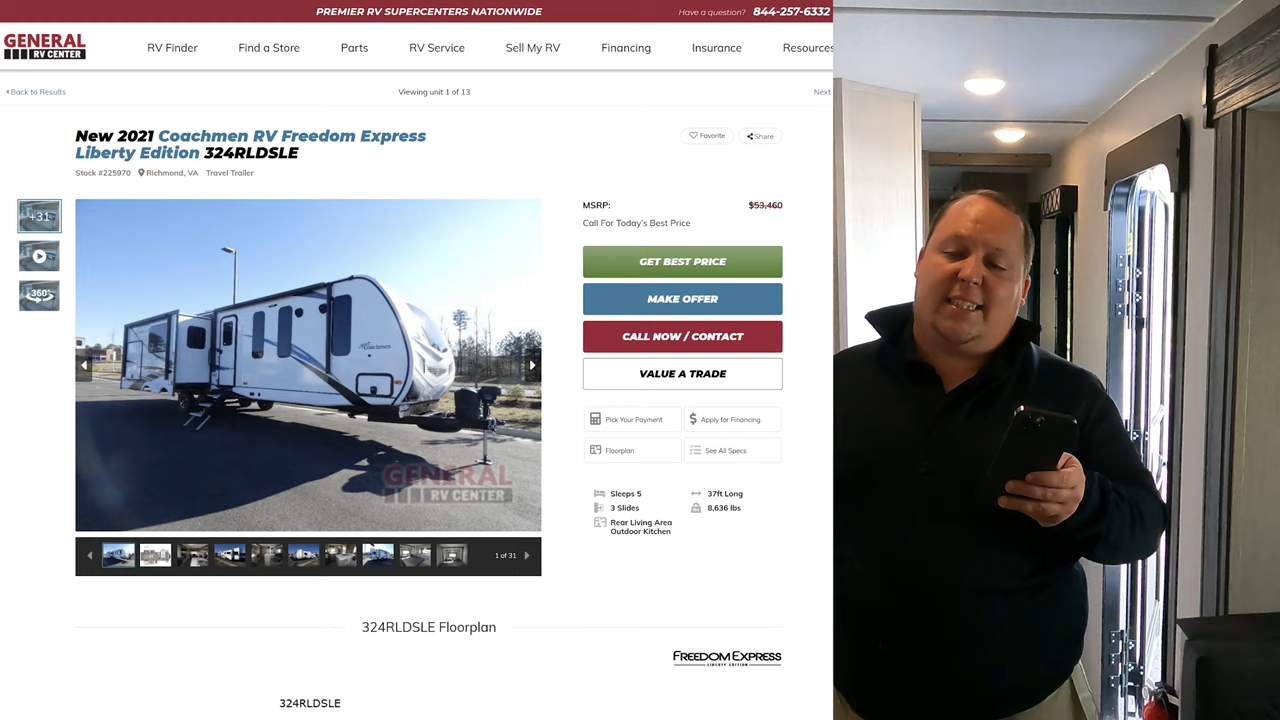 PREMIER RV SUPERCENTERS NATIONWIDE
Have a question? 844-257-6332
GENERAL
RV CENTER
RV Finder
Find a Store
Parts
RV Service
Sell My RV
Financing
Insurance
Resources
Back to Results
Viewing unit 1 of 13
Next
New 2021 Coachmen RV Freedom Express
Liberty Edition 324RLDSLE
Favorite
Share
Stock #225970 Richmond, VA Travel Trailer
+31
360°
MSRP: $53,460
Call For Today's Best Price
GET BEST PRICE
MAKE OFFER
CALL NOW / CONTACT
VALUE A TRADE
Pick Your Payment
Apply for Financing
Floorplan
See All Specs
Sleeps 5
37ft Long
3 Slides
8,636 lbs
Rear Living Area
Outdoor Kitchen
Coachmen
GENERAL
RV CENTER
1 of 31
324RLDSLE Floorplan
FREEDOM EXPRESS
LIBERTY EDITION
324RLDSLE